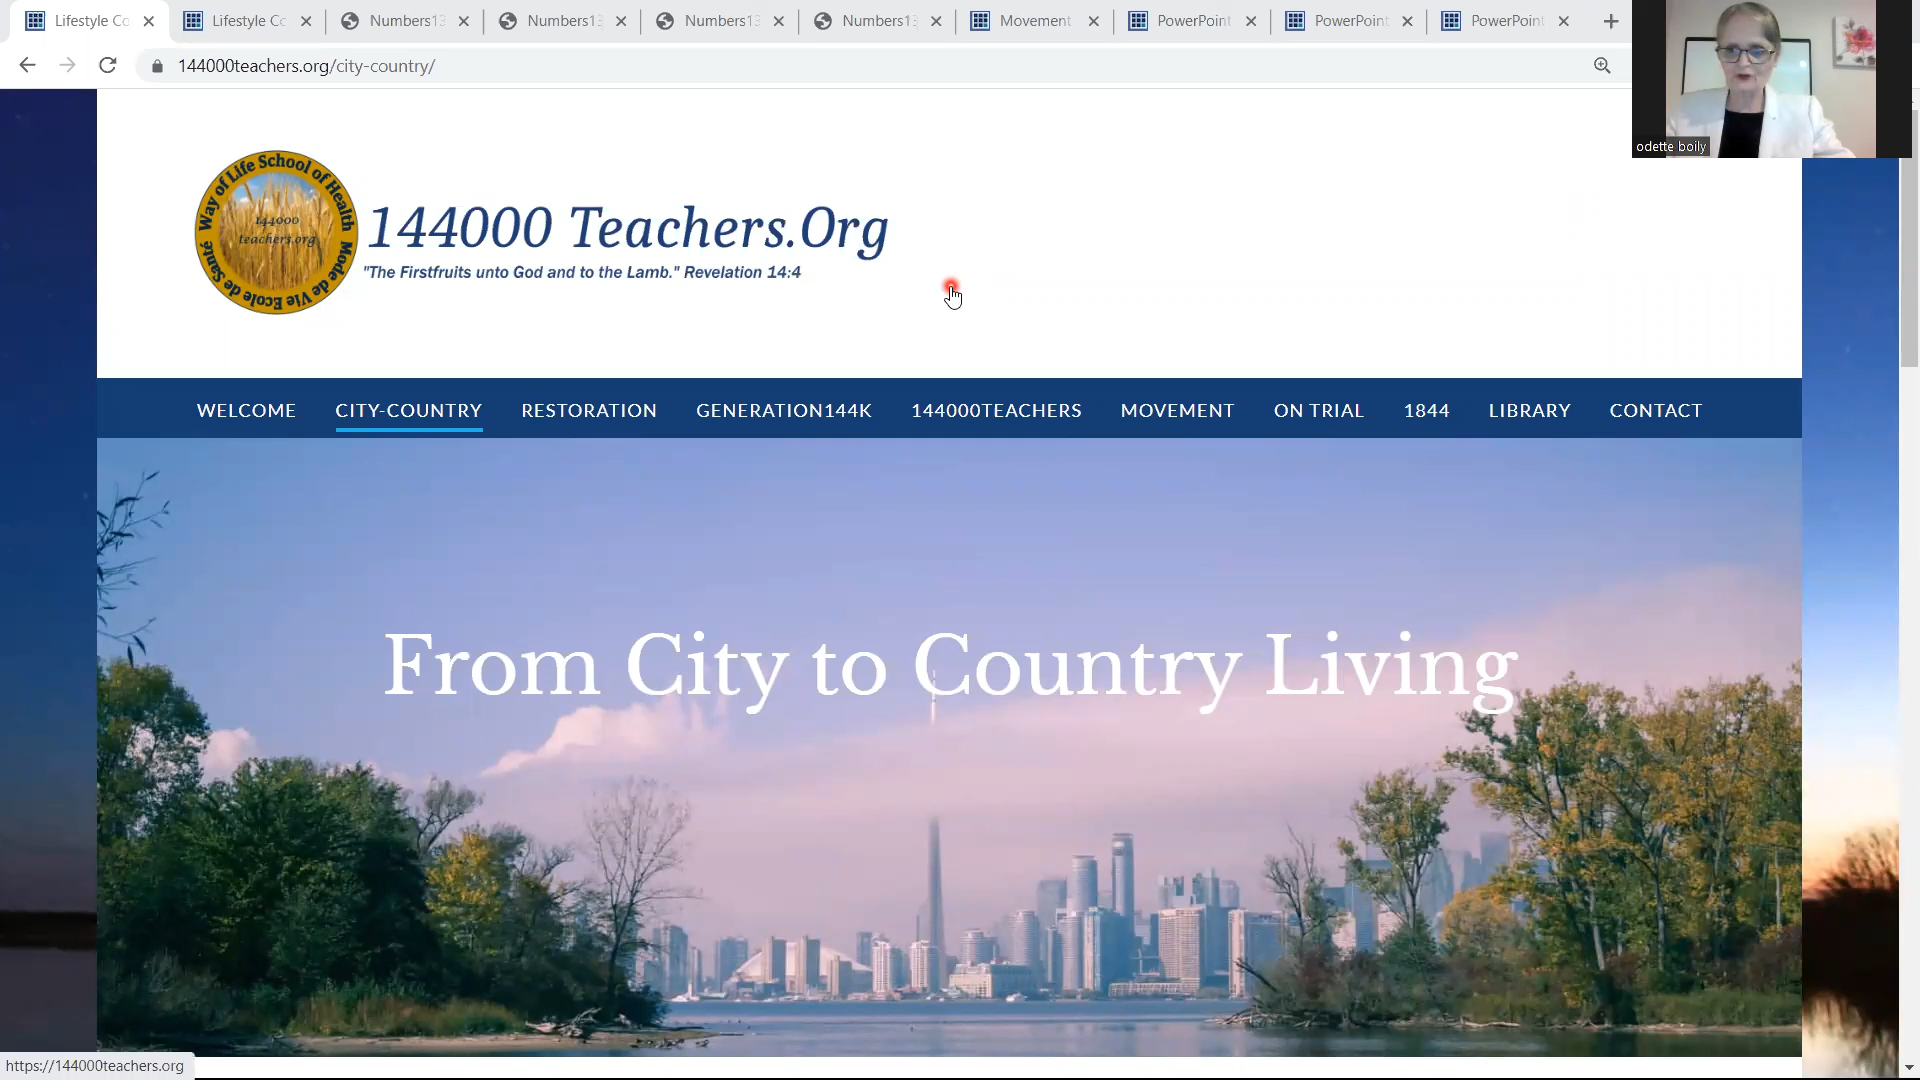 Lifestyle Co
Lifestyle Co
Numbers13
Numbers13
Numbers13
Numbers13
Movement
PowerPoint
PowerPoint
PowerPoint
144000teachers.org/city-country/
odette boily
Way of Life School of Health
Mode de Vie Ecole de Santé
144000
teachers.org
144000 Teachers.Org
"The Firstfruits unto God and to the Lamb." Revelation 14:4
WELCOME CITY-COUNTRY RESTORATION GENERATION144K 144000TEACHERS MOVEMENT ON TRIAL 1844 LIBRARY CONTACT
From City to Country Living
https://144000teachers.org